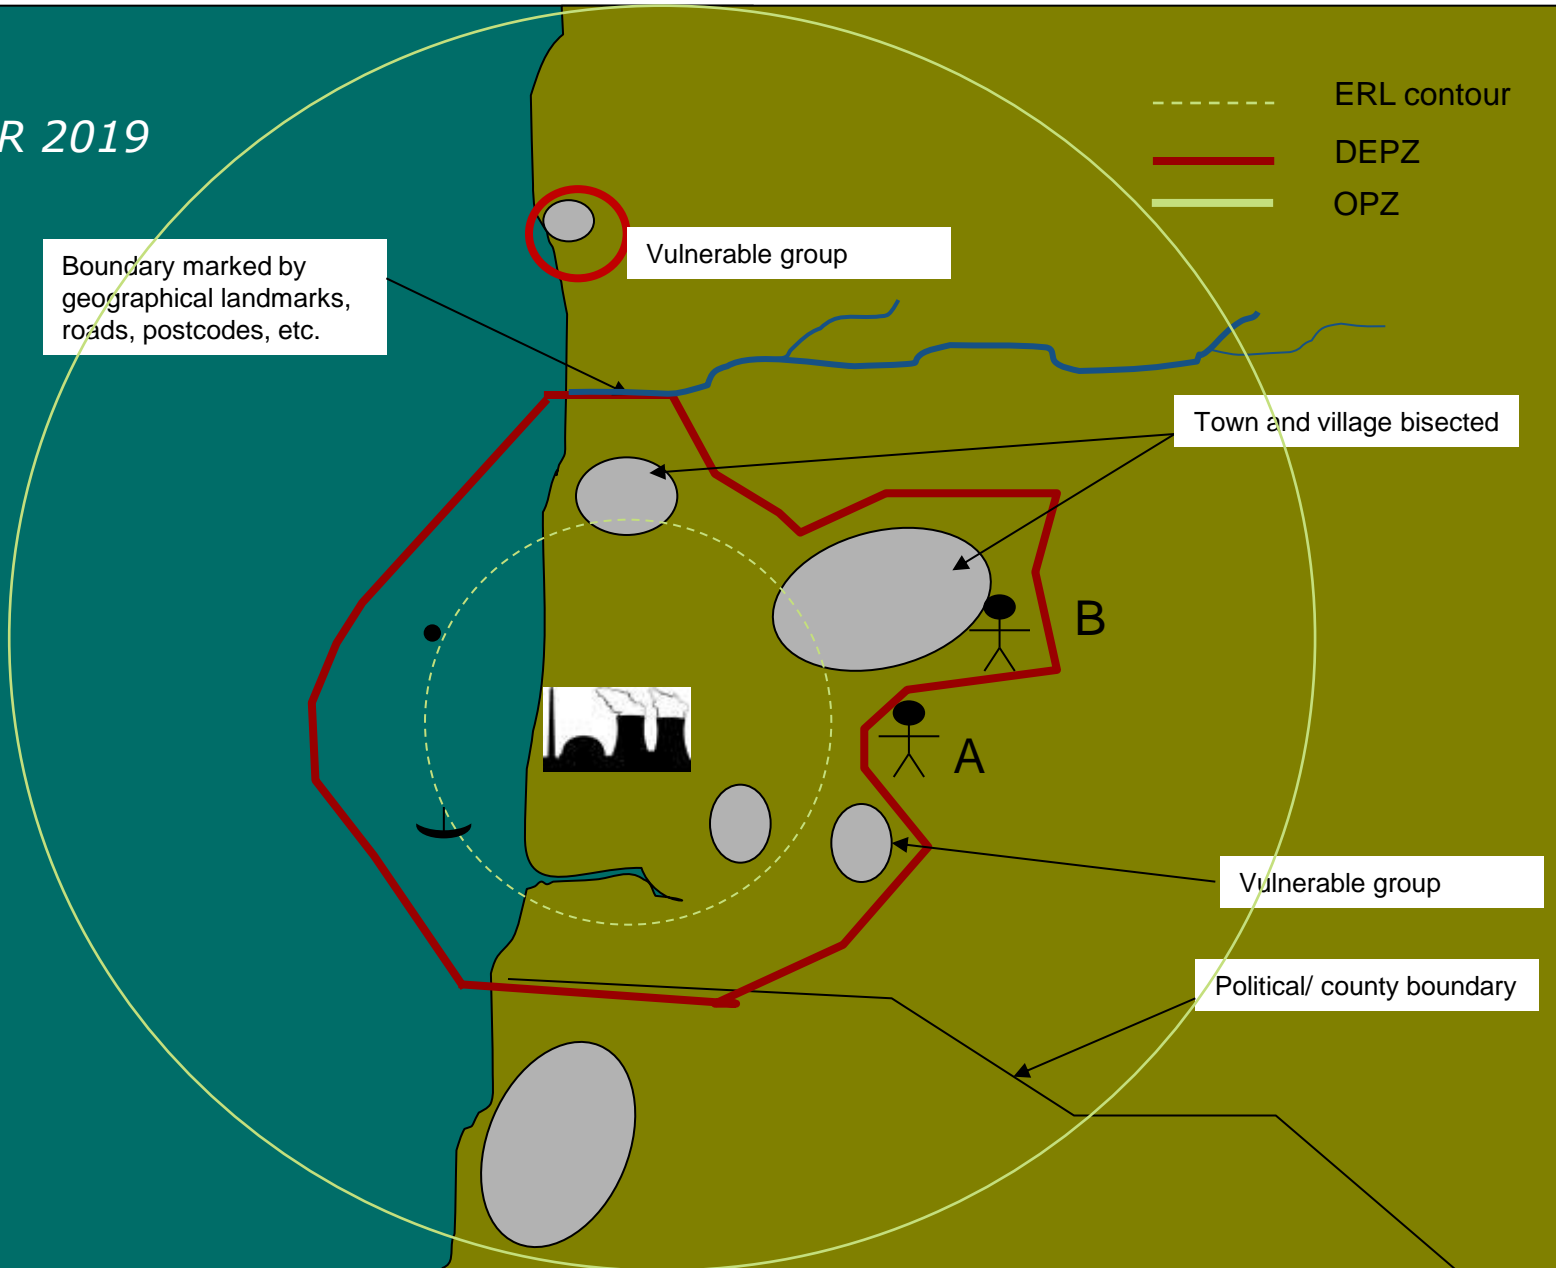 R 2019
ERL contour
DEPZ
OPZ
Boundary marked by
geographical landmarks,
roads, postcodes, etc.
Vulnerable group
Town and village bisected
B
A
Vulnerable group
Political/ county boundary